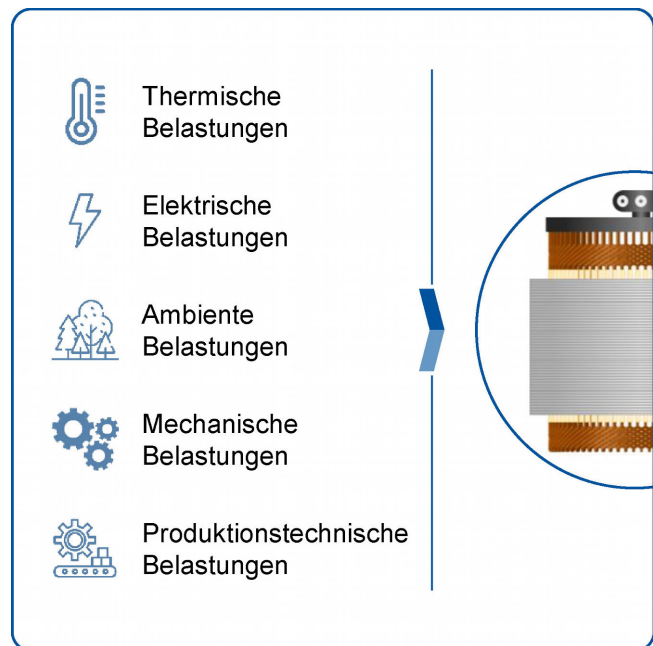 Thermische
Belastungen
Elektrische
Belastungen
Ambiente
Belastungen
Mechanische
Belastungen
Produktionstechnische
Belastungen